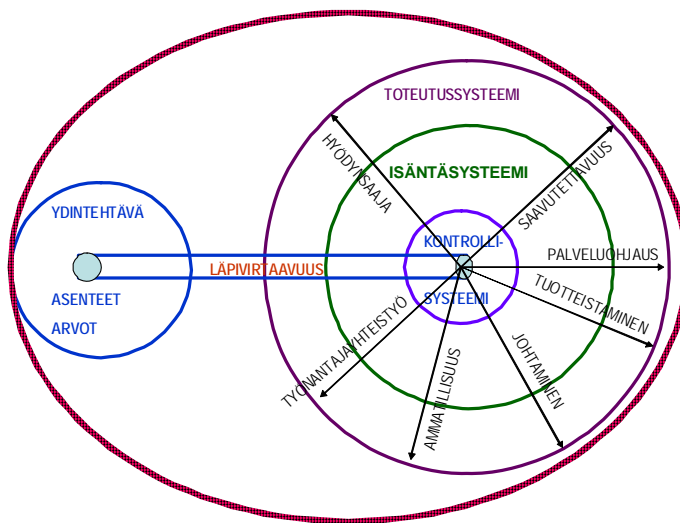 TOTEUTUSSYSTEEMI
HYÖDYNSAAJA
SAAVUTETTAVUUS
ISÄNTÄSYSTEEMI
YDINTEHTÄVÄ
KONTROLLI-
SYSTEEMI
PALVELUOHJAUS
LÄPIVIRTAAVUUS
TUOTTEISTAMINEN
ASENTEET
ARVOT
TYÖNANTAJAYHTEISTYÖ
AMMATILLISUUS
JOHTAMINEN